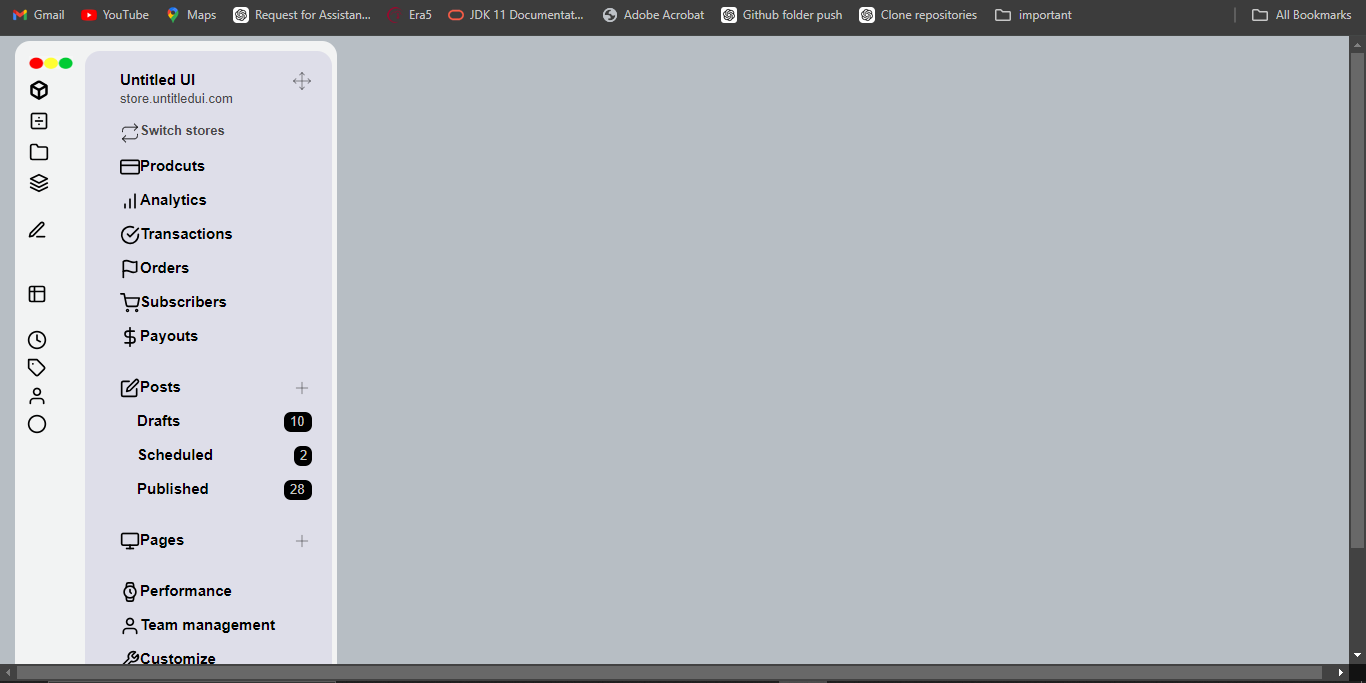 Gmail YouTube Maps Request for Assistan... Era5 JDK 11 Documentat... Adobe Acrobat Github folder push Clone repositories important All Bookmarks
Untitled UI
store.untitledui.com
Switch stores
Prodcuts
Analytics
Transactions
Orders
Subscribers
Payouts
Posts
Drafts 10
Scheduled 2
Published 28
Pages
Performance
Team management
Customize